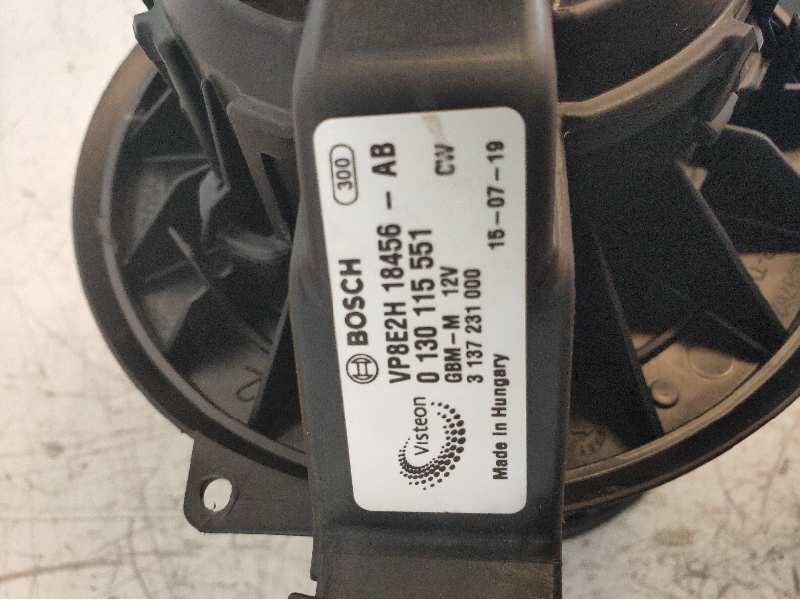 300
BOSCH
VP8E2H 18456 - AB
0 130 115 551 CW
GBM-M 12V
3 137 231 000 15-07-19
Made In Hungary
Visteon